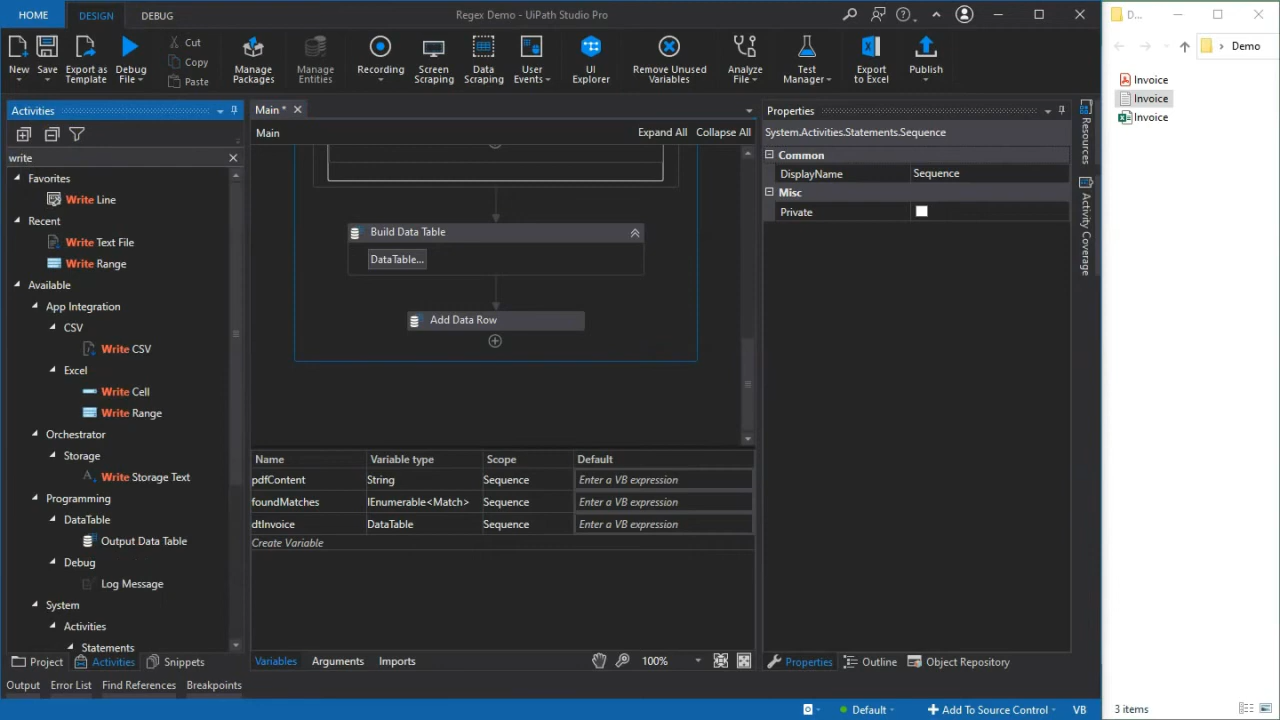 HOME
DESIGN
DEBUG
Regex Demo - UiPath Studio Pro
New
Save
Export as Template
Debug File
Cut
Copy
Paste
Manage Packages
Manage Entities
Recording
Screen Scraping
Data Scraping
User Events
UI Explorer
Remove Unused Variables
Analyze File
Test Manager
Export to Excel
Publish
Activities
write
Favorites
Write Line
Recent
Write Text File
Write Range
Available
App Integration
CSV
Write CSV
Excel
Write Cell
Write Range
Orchestrator
Storage
Write Storage Text
Programming
DataTable
Output Data Table
Debug
Log Message
System
Activities
Statements
Project
Activities
Snippets
Output
Error List
Find References
Breakpoints
Main *
Main
Expand All
Collapse All
Build Data Table
DataTable...
Add Data Row
Name Variable type Scope Default
pdfContent String Sequence Enter a VB expression
foundMatches IEnumerable<Match> Sequence Enter a VB expression
dtInvoice DataTable Sequence Enter a VB expression
Create Variable
Variables
Arguments
Imports
100%
Properties
System.Activities.Statements.Sequence
Common
DisplayName Sequence
Misc
Private
Properties
Outline
Object Repository
Resources
Activity Coverage
Default
Add To Source Control
VB
D...
Demo
Invoice
Invoice
Invoice
3 items